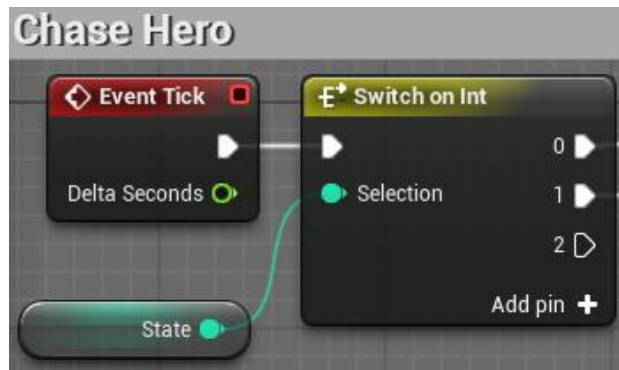 Chase Hero
Event Tick
Delta Seconds
State
Switch on Int
Selection
0
1
2
Add pin